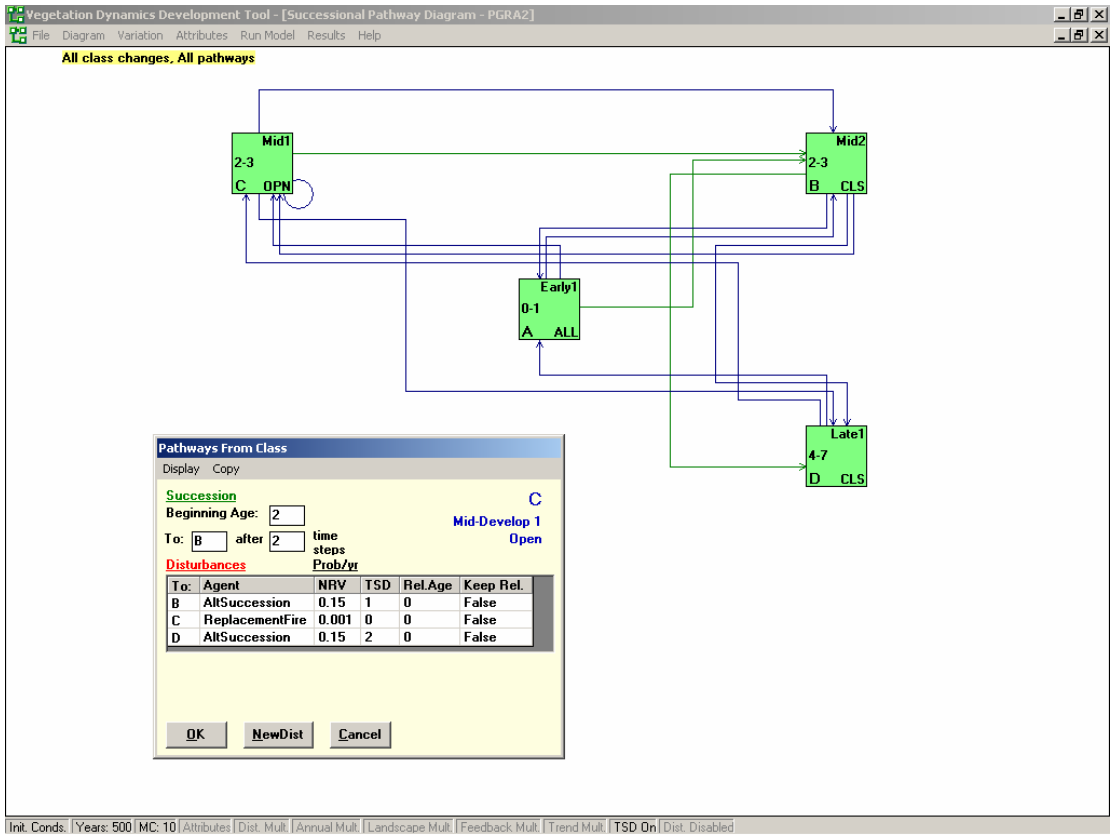 Vegetation Dynamics Development Tool - [Successional Pathway Diagram - PGRA2]
File Diagram Variation Attributes Run Model Results Help
All class changes, All pathways
Mid1
2-3
C OPN
Mid2
2-3
B CLS
Early1
0-1
A ALL
Late1
4-7
D CLS
Pathways From Class
Display Copy
Succession
C
Beginning Age: 2
Mid-Develop 1
To: B after 2 time steps
Open
Disturbances Prob/yr
To: Agent NRV TSD Rel.Age Keep Rel.
B AltSuccession 0.15 1 0 False
C ReplacementFire 0.001 0 0 False
D AltSuccession 0.15 2 0 False
OK NewDist Cancel
Init. Conds. Years: 500 MC: 10 Attributes Dist. Mult. Annual Mult. Landscape Mult. Feedback Mult. Trend Mult. TSD On Dist. Disabled